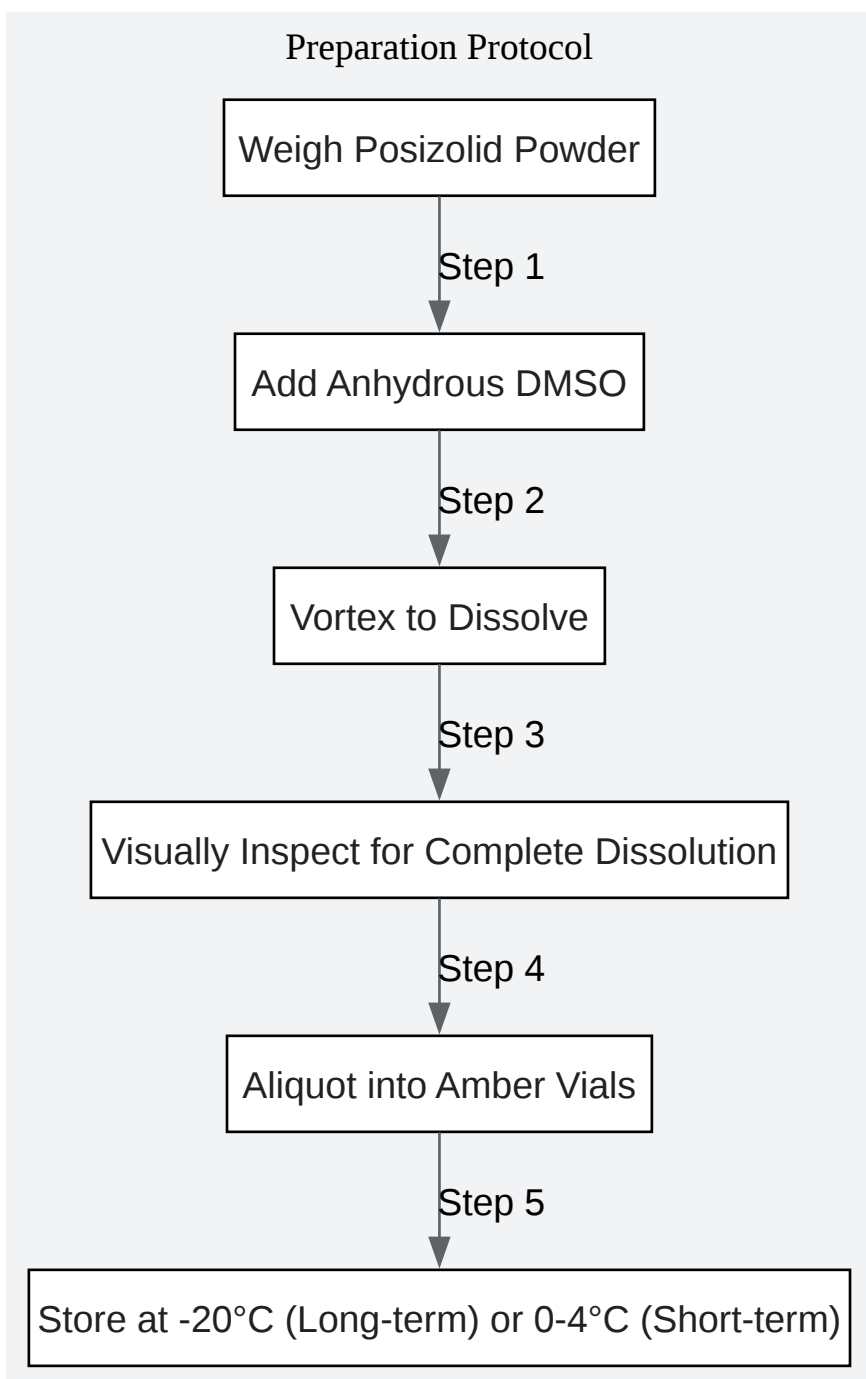 Preparation Protocol
Weigh Posizolid Powder
Step 1
Add Anhydrous DMSO
Step 2
Vortex to Dissolve
Step 3
Visually Inspect for Complete Dissolution
Step 4
Aliquot into Amber Vials
Step 5
Store at -20°C (Long-term) or 0-4°C (Short-term)